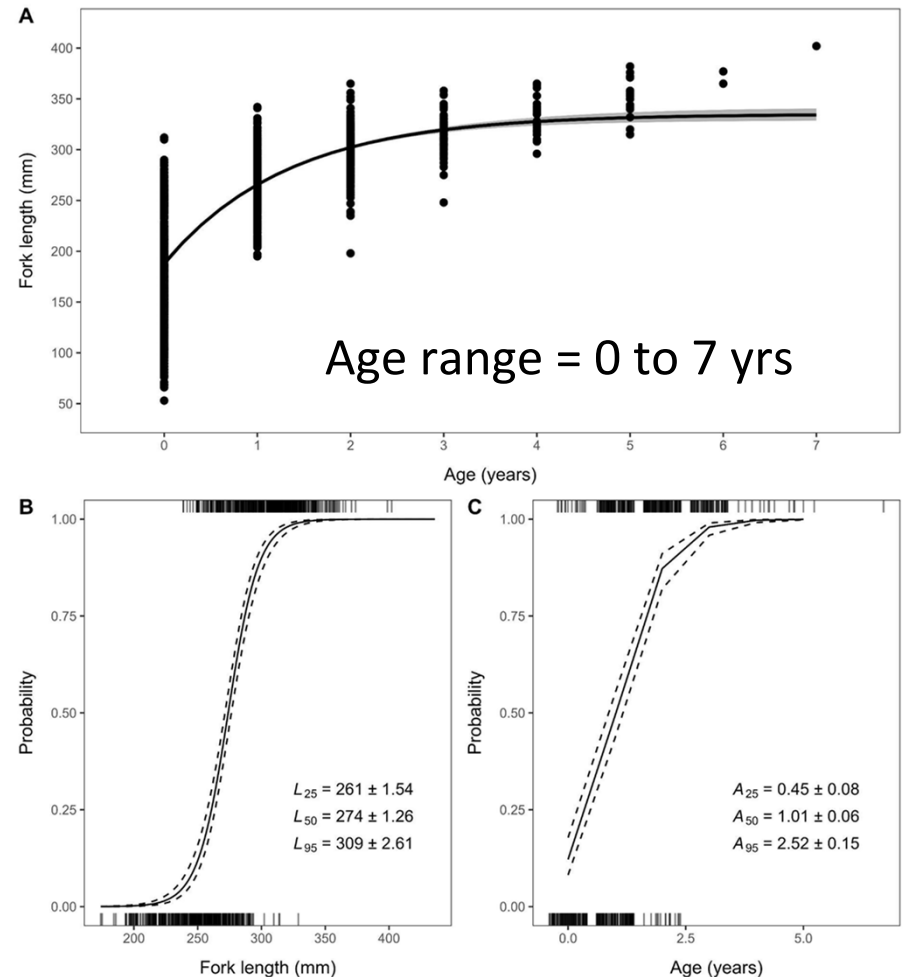 A
400
350
300
250
200
150
100
50
Fork length (mm)
Age range = 0 to 7 yrs
0 1 2 3 4 5 6 7
Age (years)
B
1.00
0.75
0.50
0.25
0.00
Probability
L25 = 261 ± 1.54
L50 = 274 ± 1.26
L95 = 309 ± 2.61
200 250 300 350 400
Fork length (mm)
C
1.00
0.75
0.50
0.25
0.00
Probability
A25 = 0.45 ± 0.08
A50 = 1.01 ± 0.06
A95 = 2.52 ± 0.15
0.0 2.5 5.0
Age (years)